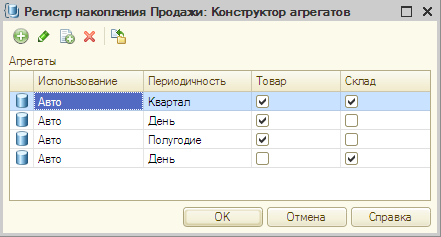 Регистр накопления Продажи: Конструктор агрегатов
Агрегаты
Использование Периодичность Товар Склад
Авто Квартал
Авто День
Авто Полугодие
Авто День
OK Отмена Справка